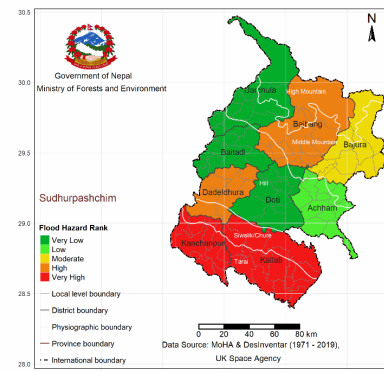 30.5
N
Government of Nepal
Ministry of Forests and Environment
30.0
Darchula
High Mountain
Bajhang
Middle Mountain
Bajura
29.5
Baitadi
Sudhurpashchim
Dadeldhura
Hill
Doti
Achham
29.0
Flood Hazard Rank
Very Low
Low
Moderate
High
Very High
Kanchanpur
Siwalik/Chure
Tarai
Kailali
Local level boundary
District boundary
Physiographic boundary
Province boundary
International boundary
28.5
0 20 40 60 80 km
Data Source: MoHA & DesInventar (1971 - 2019),
UK Space Agency
28.0